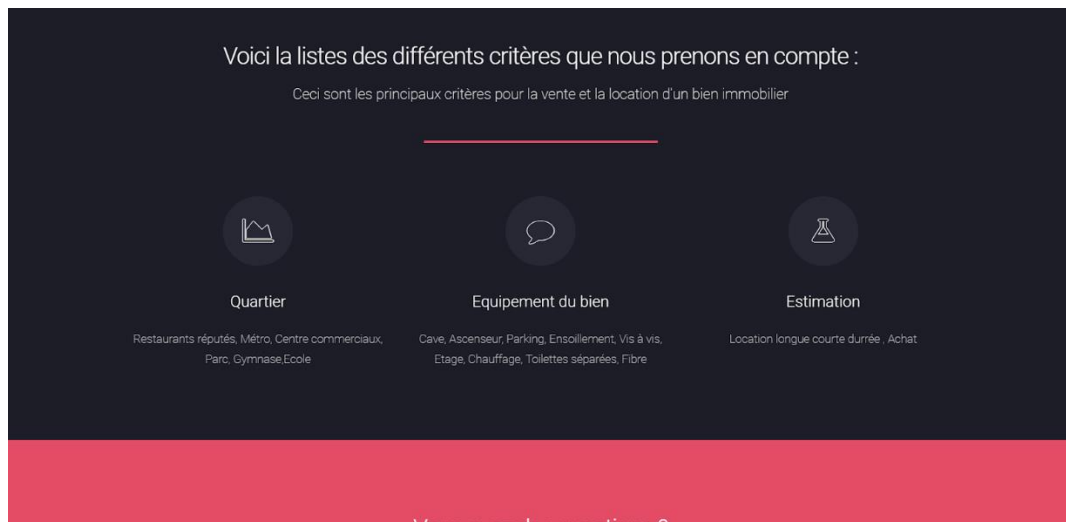 Voici la listes des différents critères que nous prenons en compte :
Ceci sont les principaux critères pour la vente et la location d'un bien immobilier
Quartier
Restaurants réputés, Métro, Centre commerciaux,
Parc, Gymnase,Ecole
Equipement du bien
Cave, Ascenseur, Parking, Ensoillement, Vis à vis,
Etage, Chauffage, Toilettes séparées, Fibre
Estimation
Location longue courte durrée , Achat